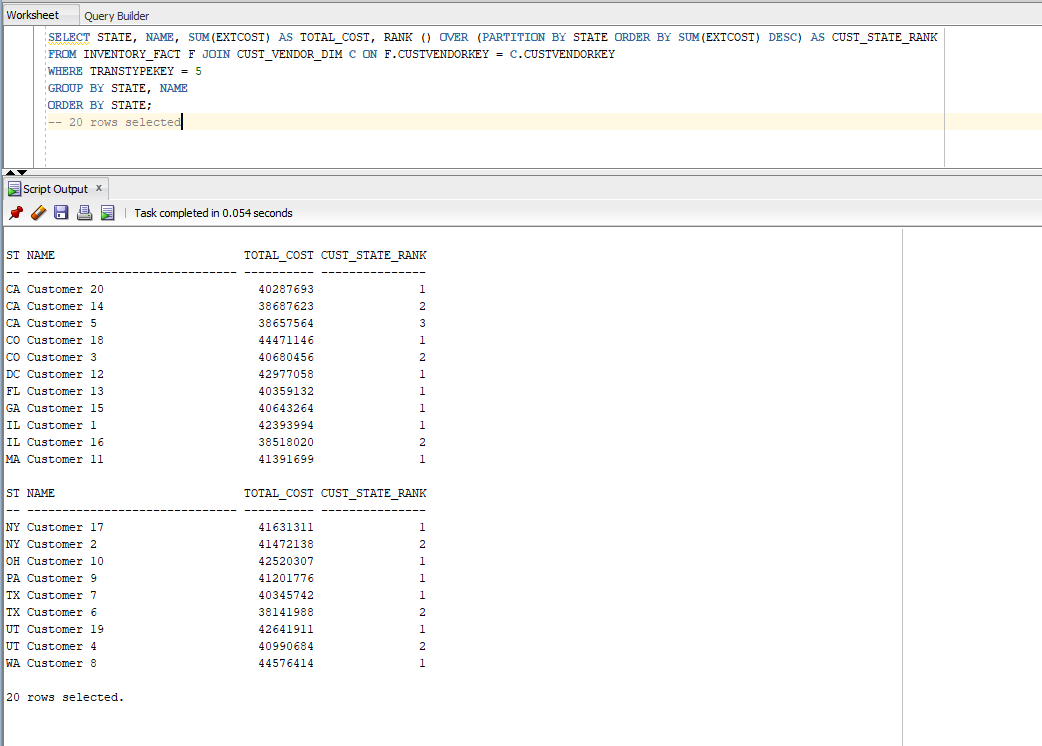 Worksheet Query Builder
SELECT STATE, NAME, SUM(EXTCOST) AS TOTAL_COST, RANK () OVER (PARTITION BY STATE ORDER BY SUM(EXTCOST) DESC) AS CUST_STATE_RANK
FROM INVENTORY_FACT F JOIN CUST_VENDOR_DIM C ON F.CUSTVENDORKEY = C.CUSTVENDORKEY
WHERE TRANSTYPEKEY = 5
GROUP BY STATE, NAME
ORDER BY STATE;
-- 20 rows selected
Script Output x
Task completed in 0.054 seconds
ST NAME TOTAL_COST CUST_STATE_RANK
-- ------------------------------ ---------- ---------------
CA Customer 20 40287693 1
CA Customer 14 38687623 2
CA Customer 5 38657564 3
CO Customer 18 44471146 1
CO Customer 3 40680456 2
DC Customer 12 42977058 1
FL Customer 13 40359132 1
GA Customer 15 40643264 1
IL Customer 1 42393994 1
IL Customer 16 38518020 2
MA Customer 11 41391699 1
ST NAME TOTAL_COST CUST_STATE_RANK
-- ------------------------------ ---------- ---------------
NY Customer 17 41631311 1
NY Customer 2 41472138 2
OH Customer 10 42520307 1
PA Customer 9 41201776 1
TX Customer 7 40345742 1
TX Customer 6 38141988 2
UT Customer 19 42641911 1
UT Customer 4 40990684 2
WA Customer 8 44576414 1
20 rows selected.